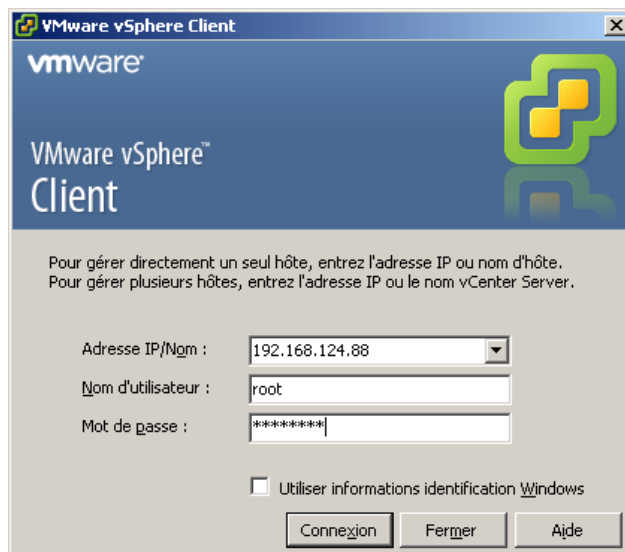 VMware vSphere Client
vmware®
VMware vSphere™
Client
Pour gérer directement un seul hôte, entrez l'adresse IP ou nom d'hôte.
Pour gérer plusieurs hôtes, entrez l'adresse IP ou le nom vCenter Server.
Adresse IP/Nom : 192.168.124.88
Nom d'utilisateur : root
Mot de passe : ********
Utiliser informations identification Windows
Connexion Fermer Aide